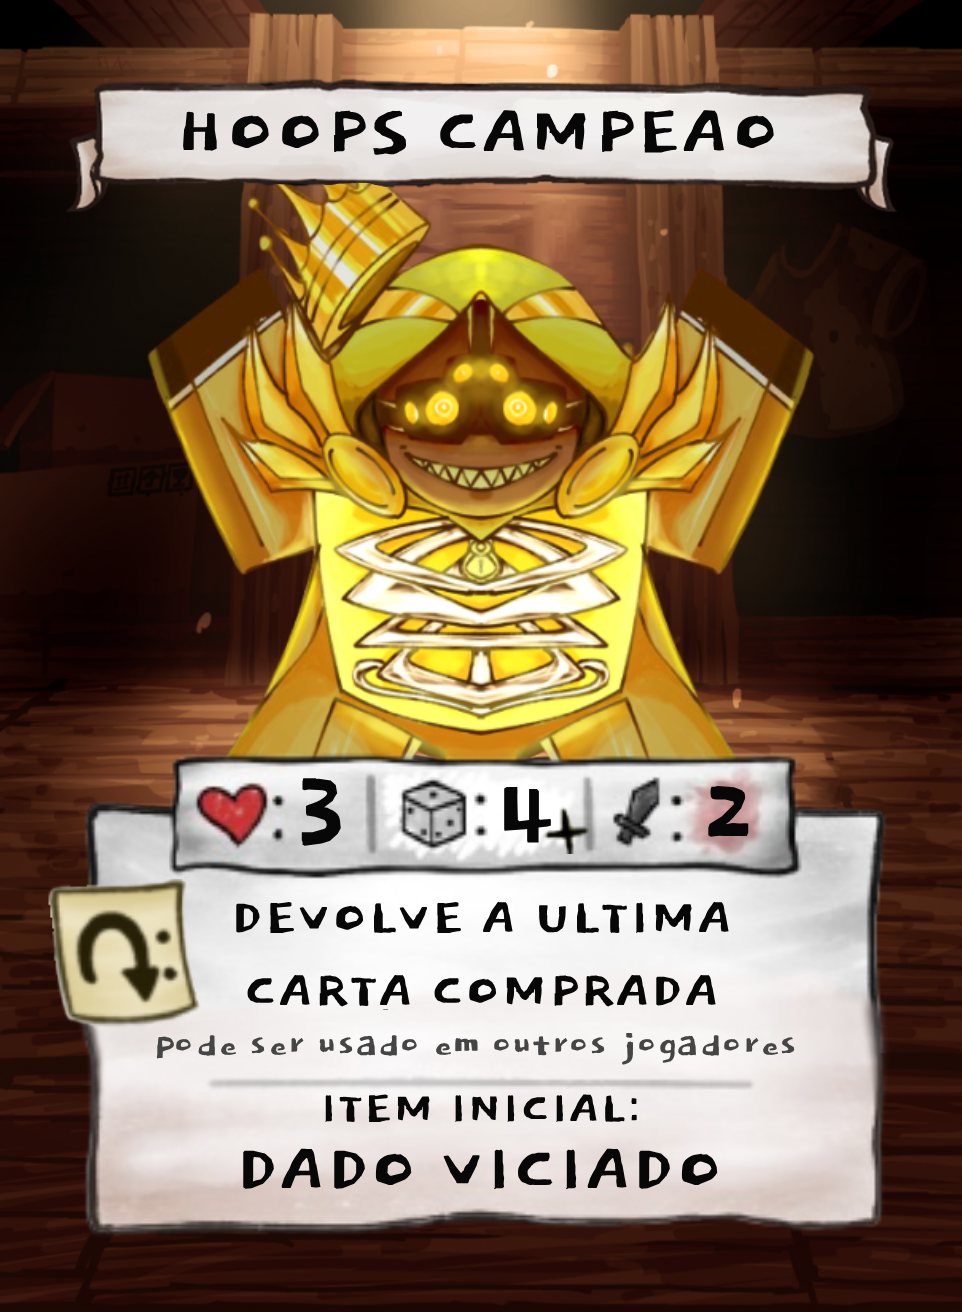 HOOPS CAMPEAO
: 3 : 4+ : 2
DEVOLVE A ULTIMA
CARTA COMPRADA
Pode ser usado em outros jogadores
ITEM INICIAL:
DADO VICIADO